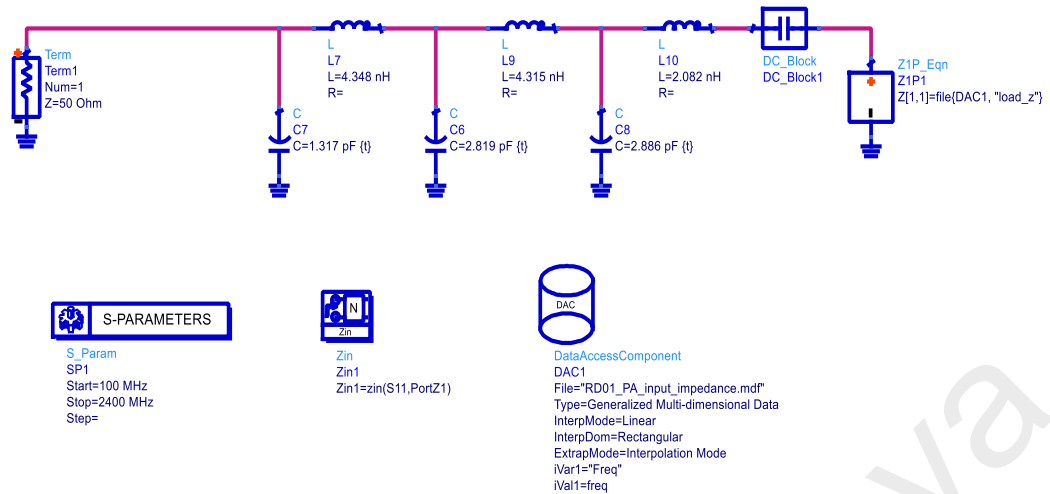 Term
Term1
Num=1
Z=50 Ohm
L
L7
L=4.348 nH
R=
L
L9
L=4.315 nH
R=
L
L10
L=2.082 nH
R=
DC_Block
DC_Block1
Z1P_Eqn
Z1P1
Z[1,1]=file{DAC1, "load_z"}
C
C7
C=1.317 pF {t}
C
C6
C=2.819 pF {t}
C
C8
C=2.886 pF {t}
S-PARAMETERS
S_Param
SP1
Start=100 MHz
Stop=2400 MHz
Step=
N
Zin
Zin
Zin1
Zin1=zin(S11,PortZ1)
DAC
DataAccessComponent
DAC1
File="RD01_PA_input_impedance.mdf"
Type=Generalized Multi-dimensional Data
InterpMode=Linear
InterpDom=Rectangular
ExtrapMode=Interpolation Mode
iVar1="Freq"
iVal1=freq